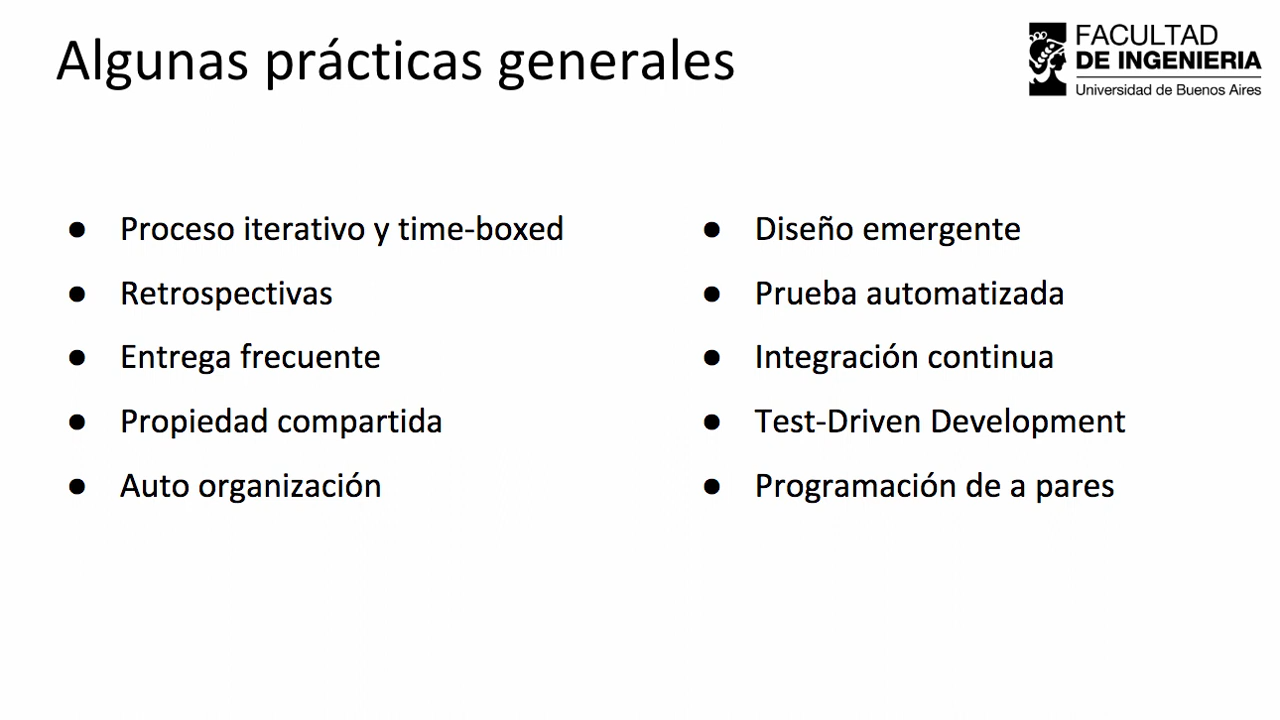 Algunas prácticas generales
FACULTAD
DE INGENIERIA
Universidad de Buenos Aires
● Proceso iterativo y time-boxed
● Retrospectivas
● Entrega frecuente
● Propiedad compartida
● Auto organización
● Diseño emergente
● Prueba automatizada
● Integración continua
● Test-Driven Development
● Programación de a pares